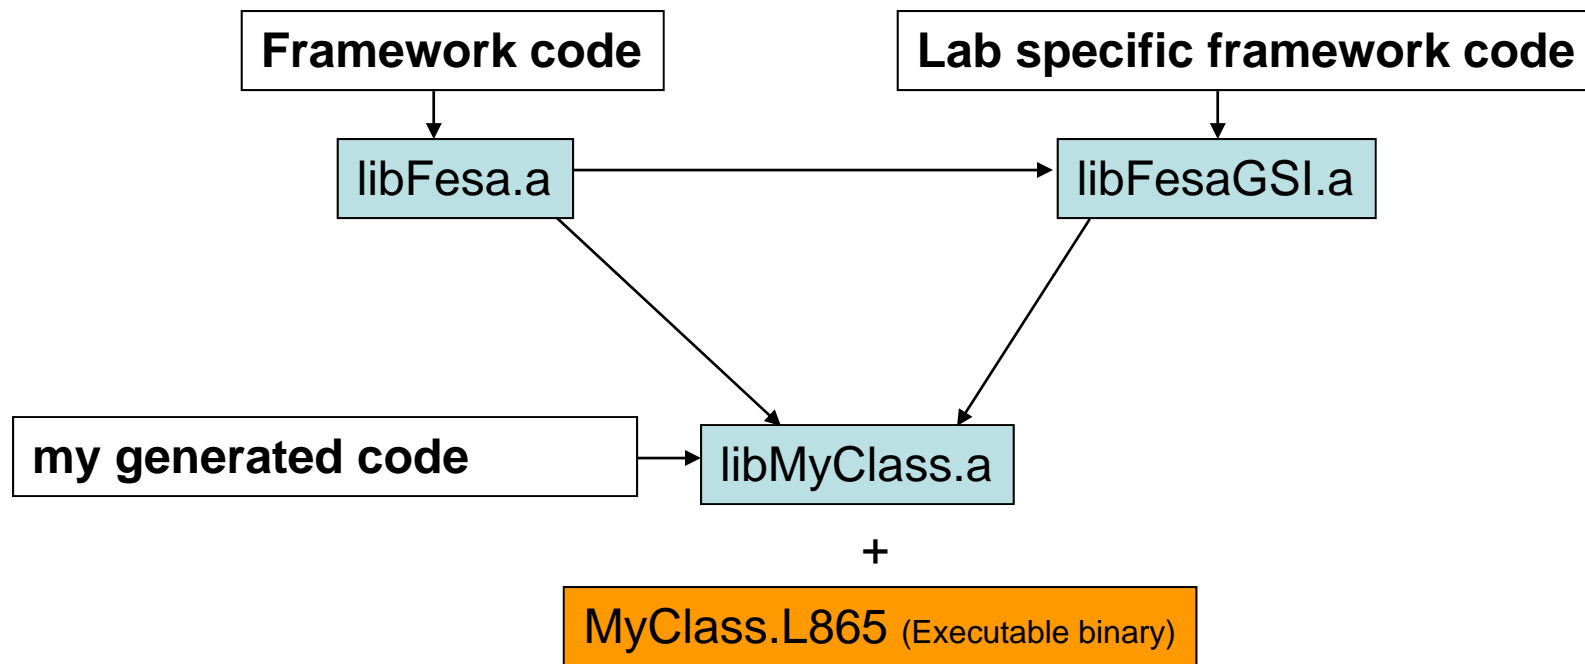 Framework code
Lab specific framework code
libFesa.a
libFesaGSI.a
my generated code
libMyClass.a
+
MyClass.L865 (Executable binary)